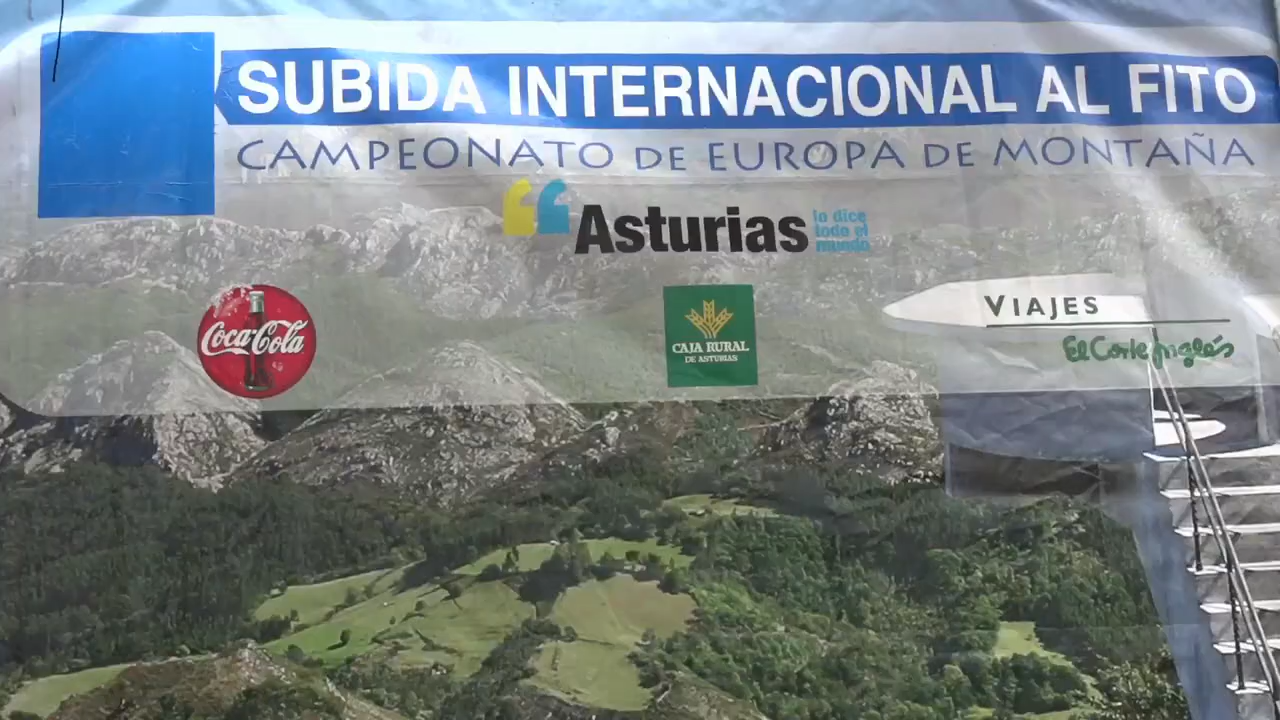 SUBIDA INTERNACIONAL AL FITO
CAMPEONATO DE EUROPA DE MONTAÑA
Asturias
lo dice
todo el
mundo
Coca-Cola
CAJA RURAL
DE ASTURIAS
VIAJES
El Corte Inglés